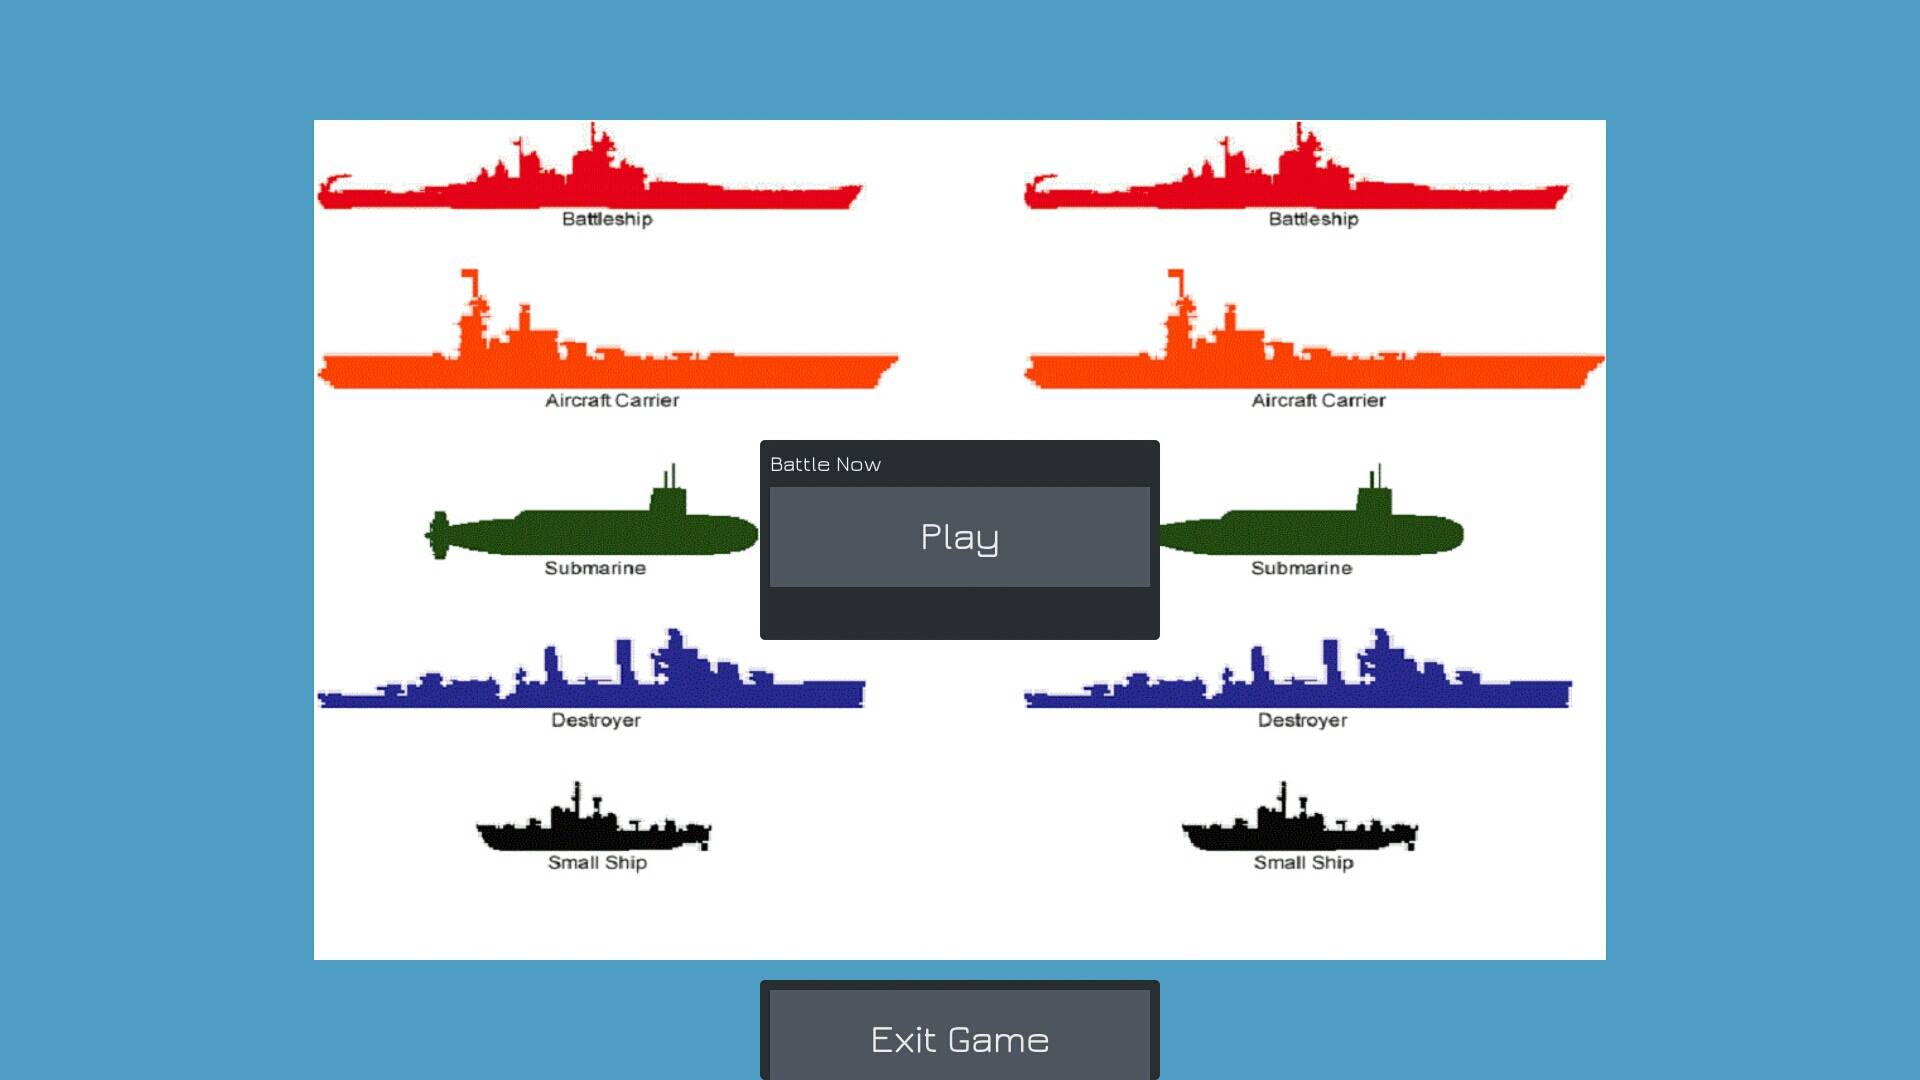 Battleship
Battleship
Aircraft Carrier
Aircraft Carrier
Battle Now
Play
Submarine
Submarine
Destroyer
Destroyer
Small Ship
Small Ship
Exit Game